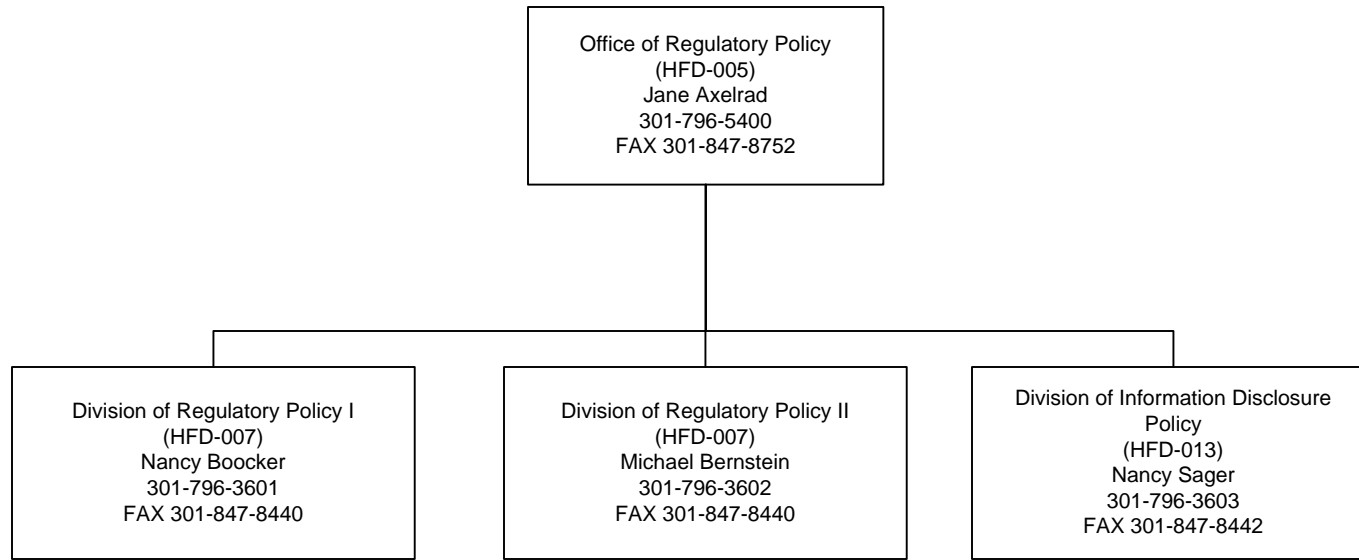 Office of Regulatory Policy
(HFD-005)
Jane Axelrad
301-796-5400
FAX 301-847-8752
Division of Regulatory Policy I
(HFD-007)
Nancy Boocker
301-796-3601
FAX 301-847-8440
Division of Regulatory Policy II
(HFD-007)
Michael Bernstein
301-796-3602
FAX 301-847-8440
Division of Information Disclosure
Policy
(HFD-013)
Nancy Sager
301-796-3603
FAX 301-847-8442